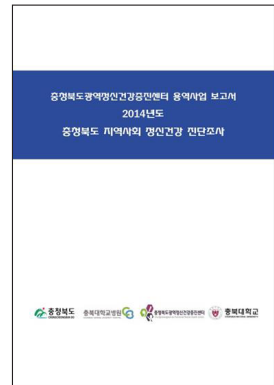 충청북도광역정신건강증진센터 용역사업 보고서
2014년도
충청북도 지역사회 정신건강 진단조사
충청북도 충북대학교병원 충청북도광역정신건강증진센터 충북대학교